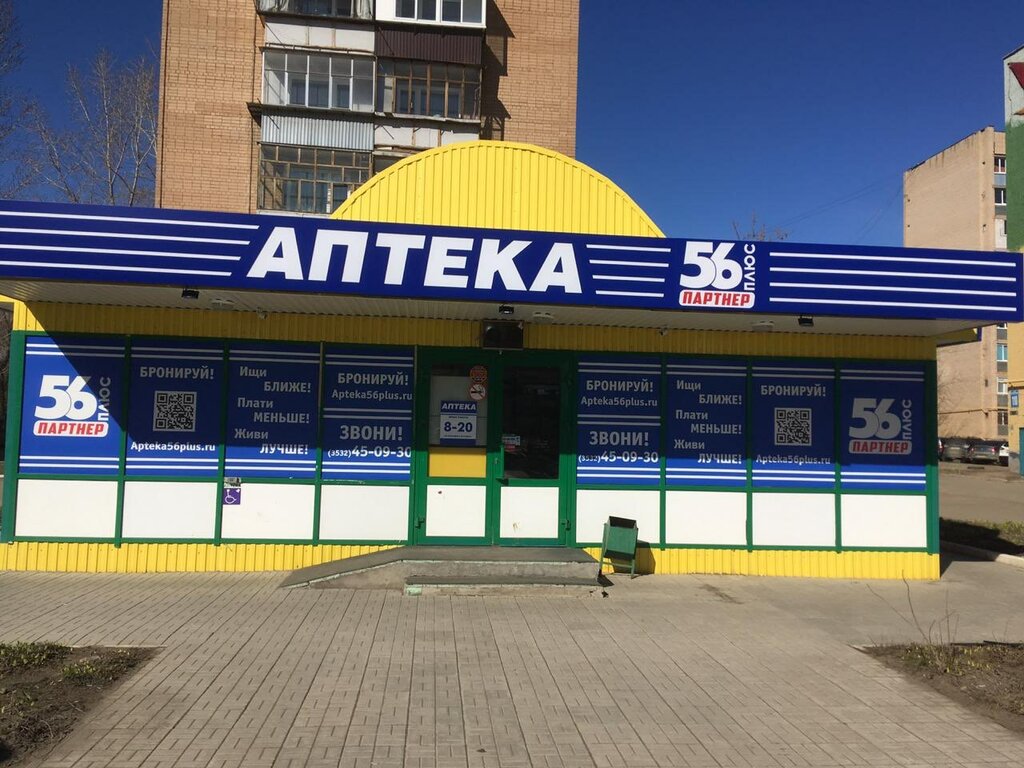 АПТЕКА
56
ПЛЮС
ПАРТНЕР
56
ПЛЮС
ПАРТНЕР
БРОНИРУЙ!
Apteka56plus.ru
Ищи
БЛИЖЕ!
Плати
МЕНЬШЕ!
Живи
ЛУЧШЕ!
БРОНИРУЙ!
Apteka56plus.ru
ЗВОНИ!
(3532)45-09-30
АПТЕКА
8-20
БРОНИРУЙ!
Apteka56plus.ru
ЗВОНИ!
(3532)45-09-30
Ищи
БЛИЖЕ!
Плати
МЕНЬШЕ!
Живи
ЛУЧШЕ!
БРОНИРУЙ!
Apteka56plus.ru
56
ПЛЮС
ПАРТНЕР